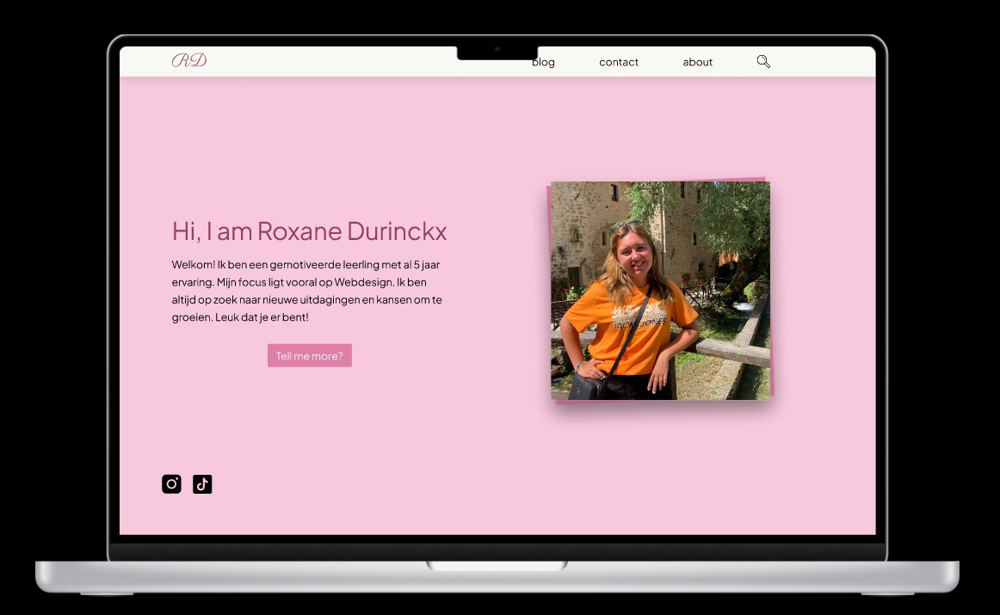 RD
blog contact about
Hi, I am Roxane Durinckx
Welkom! Ik ben een gemotiveerde leerling met al 5 jaar
ervaring. Mijn focus ligt vooral op Webdesign. Ik ben
altijd op zoek naar nieuwe uitdagingen en kansen om te
groeien. Leuk dat je er bent!
Tell me more?
JACK JONES